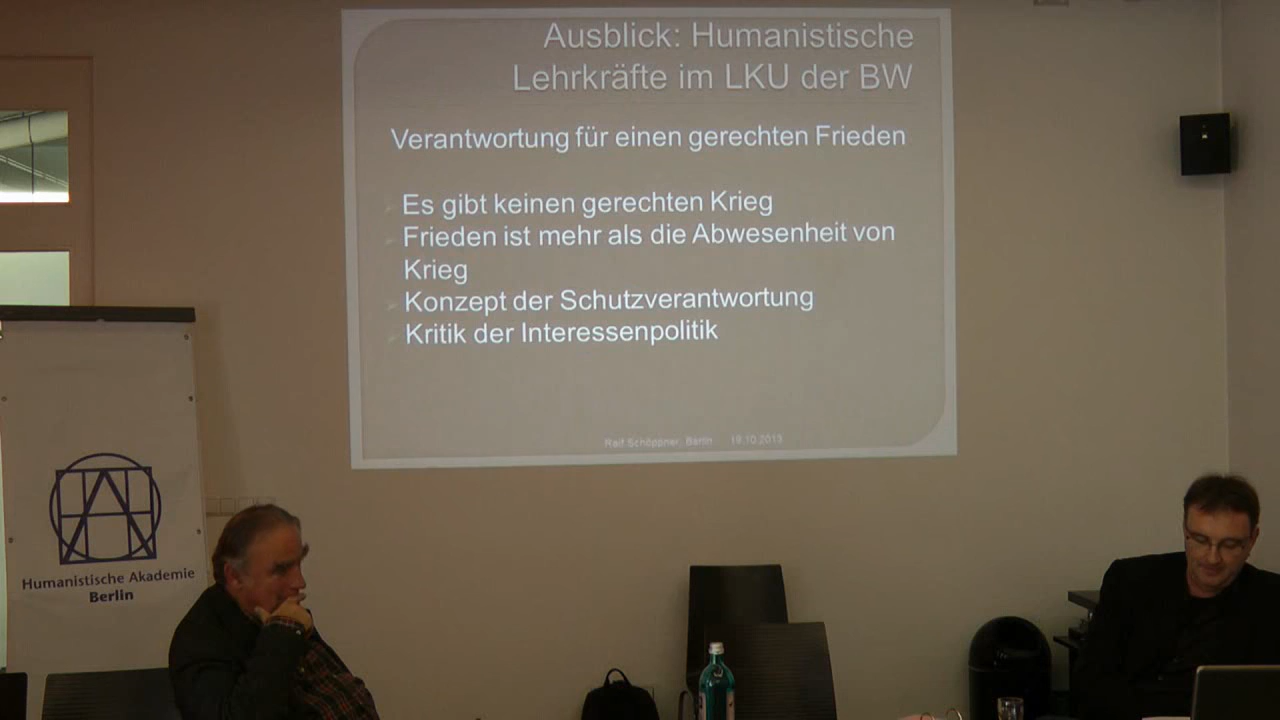 Ausblick: Humanistische
Lehrkräfte im LKU der BW
Verantwortung für einen gerechten Frieden
Es gibt keinen gerechten Krieg
Frieden ist mehr als die Abwesenheit von
Krieg
Konzept der Schutzverantwortung
Kritik der Interessenpolitik
Ralf Schöppner, Berlin 19.10.2013
Humanistische Akademie
Berlin